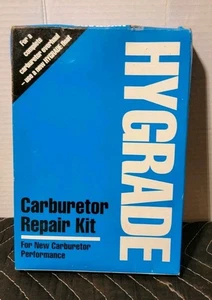 For a
complete
carburetor overhaul
- use a new HYGRADE float
HYGRADE
Carburetor
Repair Kit
For New Carburetor
Performance